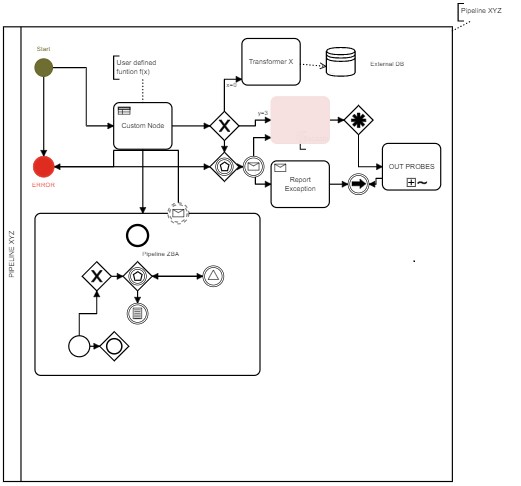 Pipeline XYZ
Start
User defined
funtion f(x)
Transformer X
External DB
x=0
y=3
Custom Node
ERROR
Report
Exception
OUT PROBES
PIPELINE XYZ
Pipeline ZBA